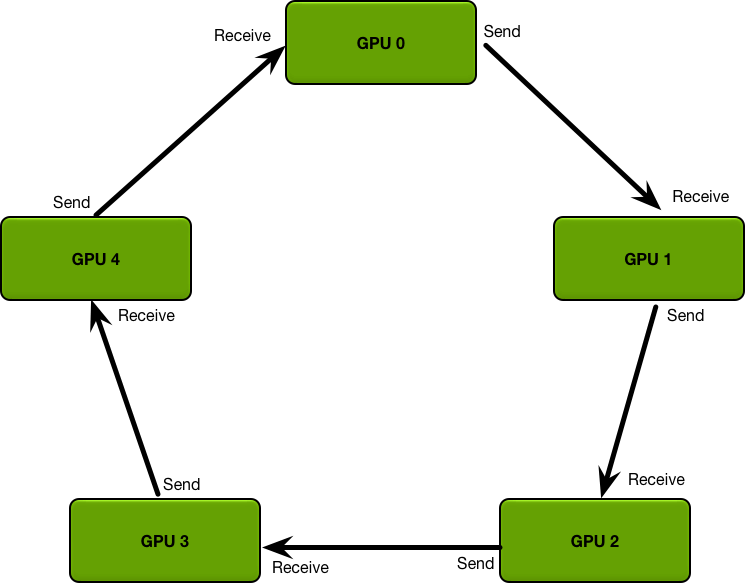 GPU 0
Receive
Send
Send
Receive
GPU 4
GPU 1
Receive
Send
Send
Receive
GPU 3
GPU 2
Receive
Send